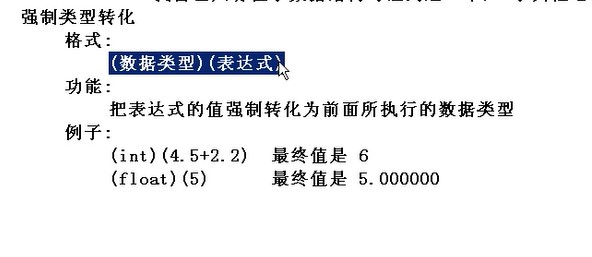 强制类型转化
格式:
(数据类型)(表达式)
功能:
把表达式的值强制转化为前面所执行的数据类型
例子:
(int)(4.5+2.2) 最终值是 6
(float)(5) 最终值是 5.000000